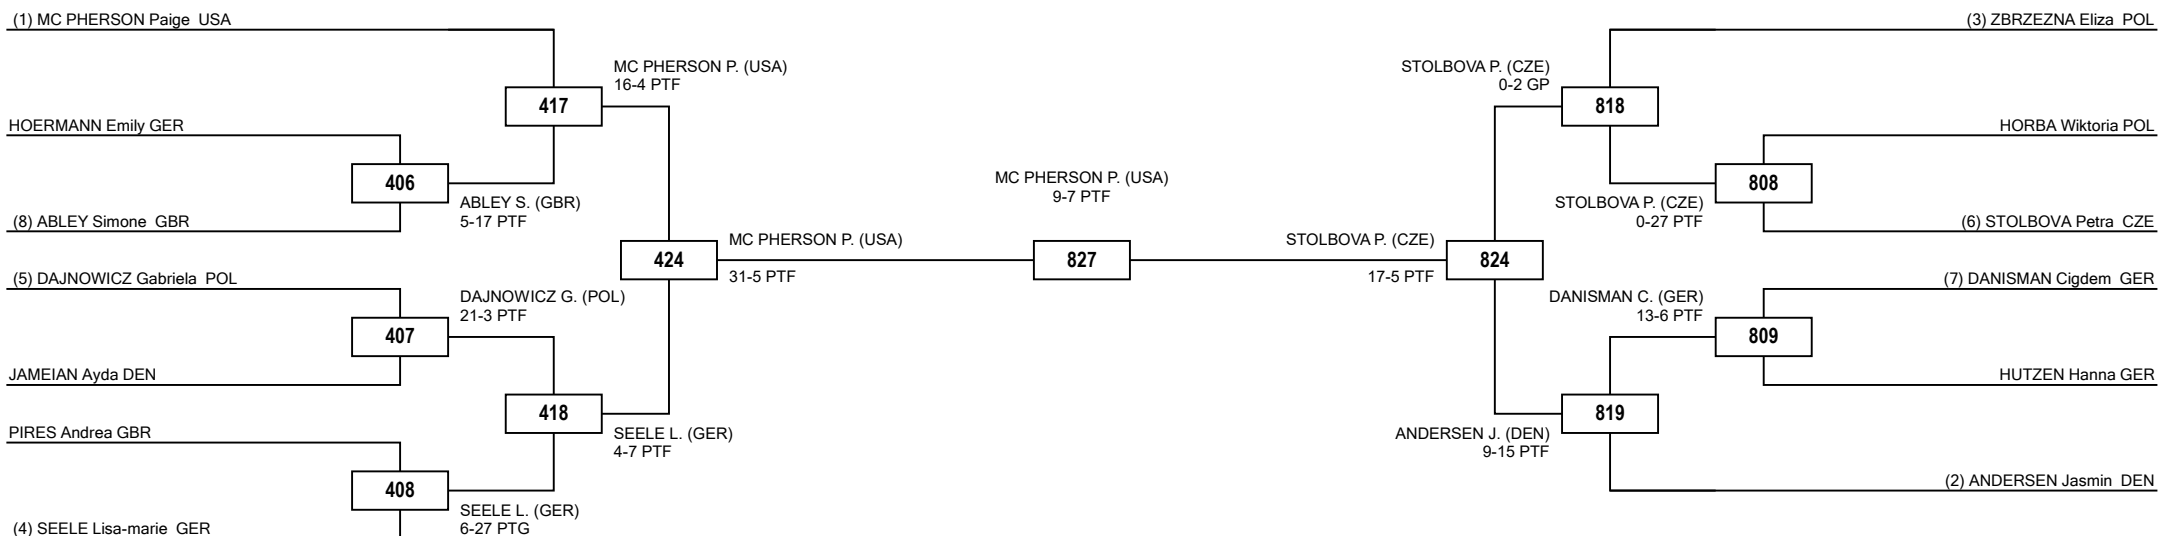 (1) MC PHERSON Paige  USA
(3) ZBRZEZNA Eliza  POL
MC PHERSON P. (USA)
16-4 PTF
STOLBOVA P. (CZE)
0-2 GP
417
818
HOERMANN Emily GER
HORBA Wiktoria POL
406
808
MC PHERSON P. (USA)
9-7 PTF
ABLEY S. (GBR)
5-17 PTF
STOLBOVA P. (CZE)
0-27 PTF
(8) ABLEY Simone  GBR
(6) STOLBOVA Petra  CZE
424
MC PHERSON P. (USA)
31-5 PTF
827
STOLBOVA P. (CZE)
17-5 PTF
824
(5) DAJNOWICZ Gabriela  POL
(7) DANISMAN Cigdem  GER
DAJNOWICZ G. (POL)
21-3 PTF
DANISMAN C. (GER)
13-6 PTF
407
809
JAMEIAN Ayda DEN
HUTZEN Hanna GER
418
819
PIRES Andrea GBR
SEELE L. (GER)
4-7 PTF
ANDERSEN J. (DEN)
9-15 PTF
408
(2) ANDERSEN Jasmin  DEN
SEELE L. (GER)
6-27 PTG
(4) SEELE Lisa-marie  GER